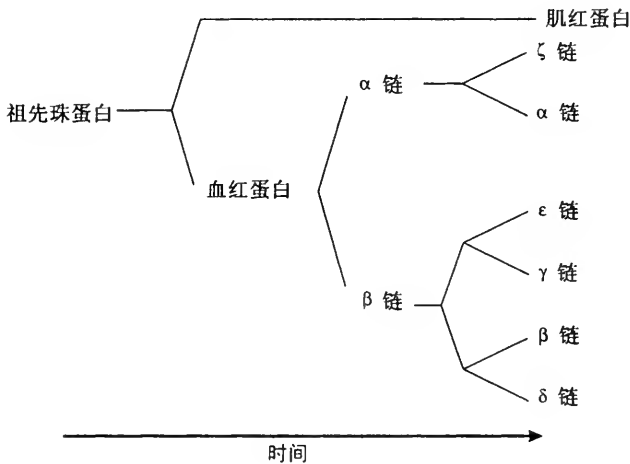 肌红蛋白
ζ 链
α 链
α 链
祖先珠蛋白
血红蛋白
ε 链
γ 链
β 链
β 链
δ 链
时间